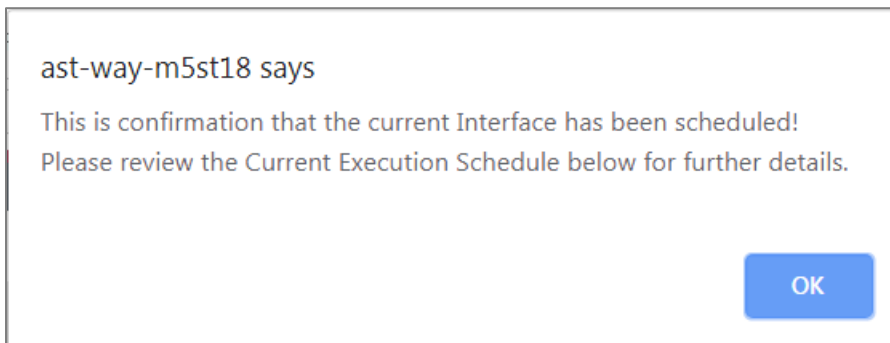 ast-way-m5st18 says
This is confirmation that the current Interface has been scheduled!
Please review the Current Execution Schedule below for further details.
OK